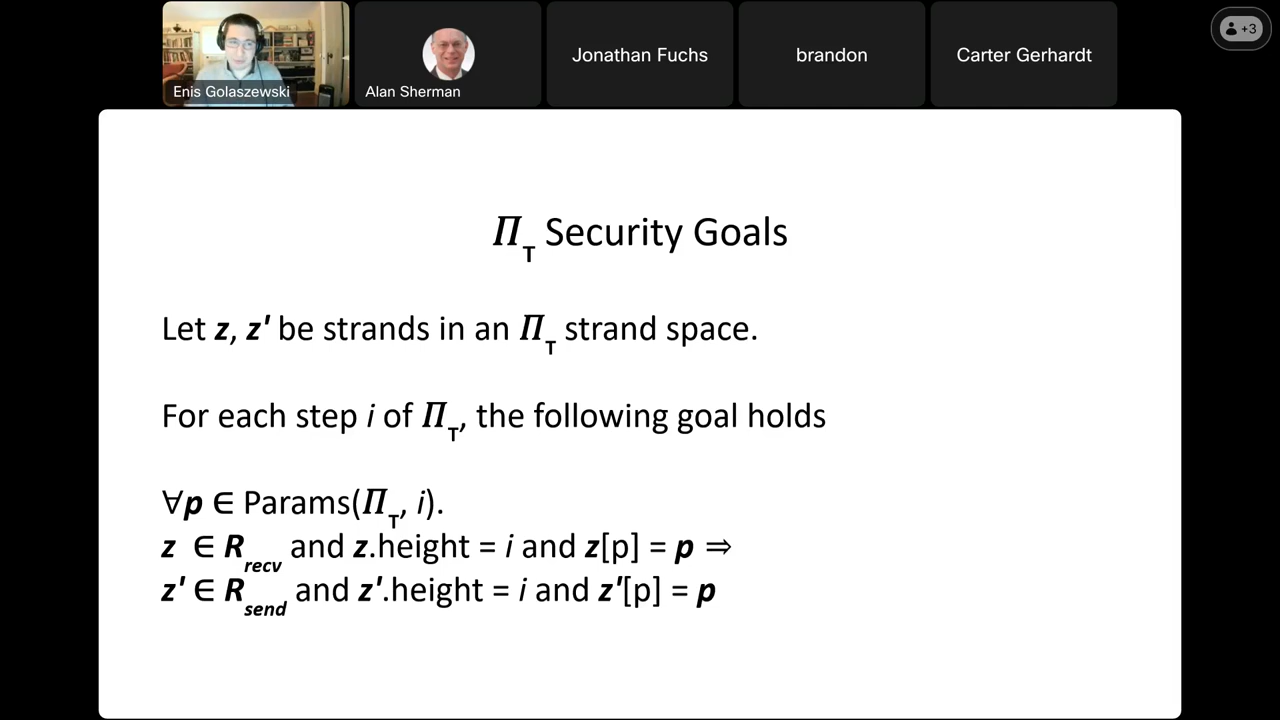 Enis Golaszewski
Alan Sherman
Jonathan Fuchs
brandon
Carter Gerhardt
+3
Π_T Security Goals
Let z, z' be strands in an Π_T strand space.
For each step i of Π_T, the following goal holds
∀p ∈ Params(Π_T, i).
z ∈ R_recv and z.height = i and z[p] = p ⇒
z' ∈ R_send and z'.height = i and z'[p] = p